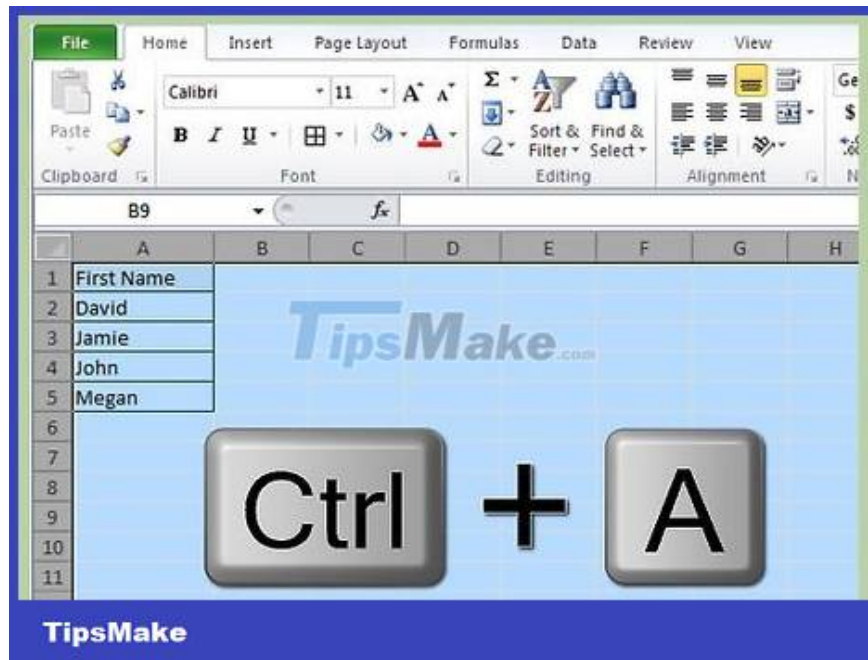 File Home Insert Page Layout Formulas Data Review View
Calibri 11 A A Σ A Z Ge
Paste B I U A Sort & Filter Find & Select $
Clipboard Font Editing Alignment N
B9 fx
A B C D E F G H
1 First Name
2 David
3 Jamie
4 John
5 Megan
6
7
8
9
10
11
TipsMake.com
Ctrl + A
TipsMake